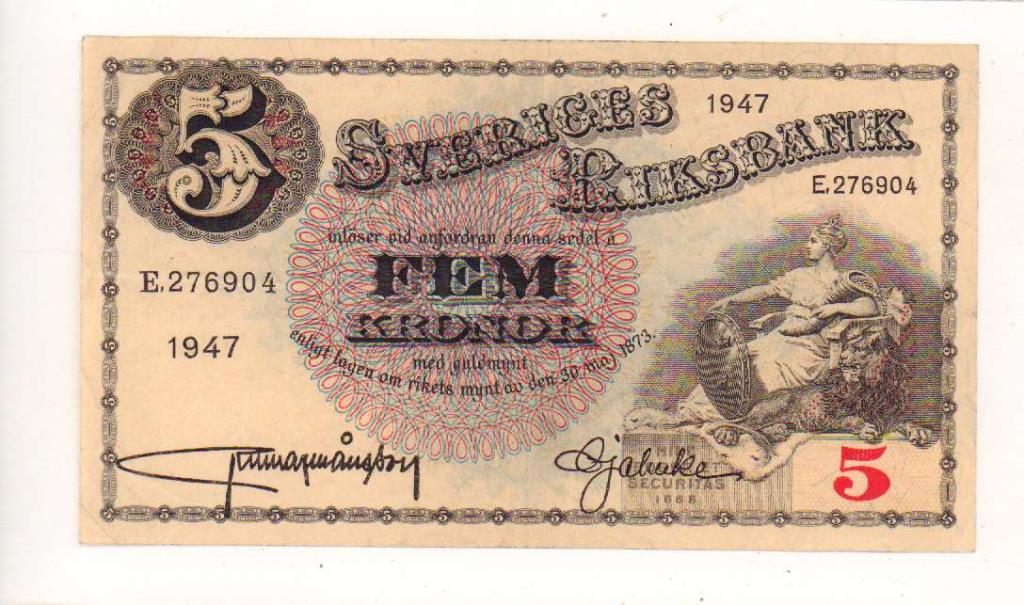 5
SVERIGES 1947
RIKSBANK
E,276904
inlöser vid anfordran denna sedel å
FEM
KRONOR
E,276904
1947
med guldmynt
enligt lagen om rikets mynt av den 30 maj 1873.
SECURITAS
1668
5